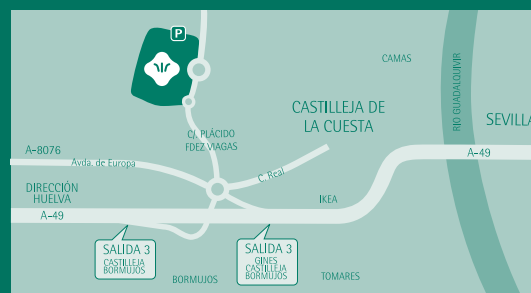 P
CAMAS
RIO GUADALQUIVIR
CASTILLEJA DE
LA CUESTA
SEVILLA
C/. PLÁCIDO
FDEZ VIAGAS
A-8076
Avda. de Europa
A-49
C. Real
DIRECCIÓN
HUELVA
IKEA
A-49
SALIDA 3
CASTILLEJA
BORMUJOS
SALIDA 3
GINES
CASTILLEJA
BORMUJOS
BORMUJOS
TOMARES